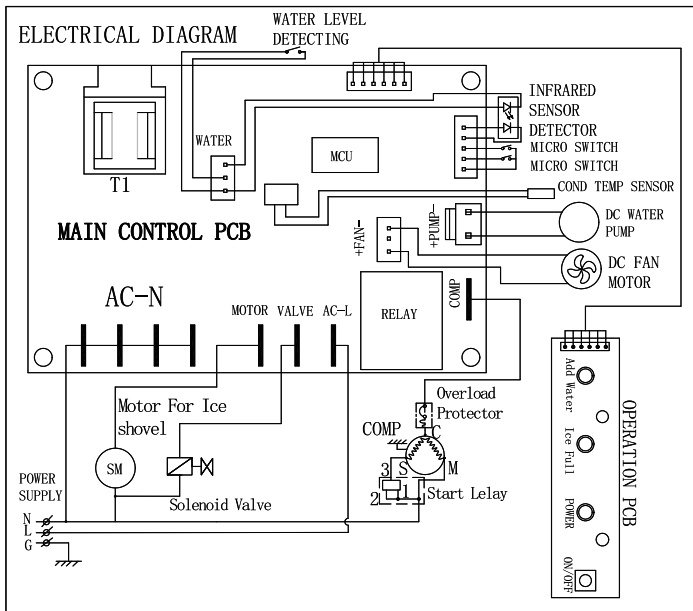 ELECTRICAL DIAGRAM
WATER LEVEL
DETECTING
INFRARED
SENSOR
DETECTOR
MICRO SWITCH
MICRO SWITCH
COND TEMP SENSOR
WATER
MCU
T1
MAIN CONTROL PCB
+FAN-
+PUMP-
DC WATER
PUMP
DC FAN
MOTOR
AC-N
MOTOR
VALVE
AC-L
RELAY
COMP
Motor For Ice
shovel
SM
Solenoid Valve
Overload
Protector
COMP
C
S
M
3
2
1
Start Lelay
POWER
SUPPLY
N
L
G
OPERATION PCB
Add Water
Ice Full
POWER
ON/OFF